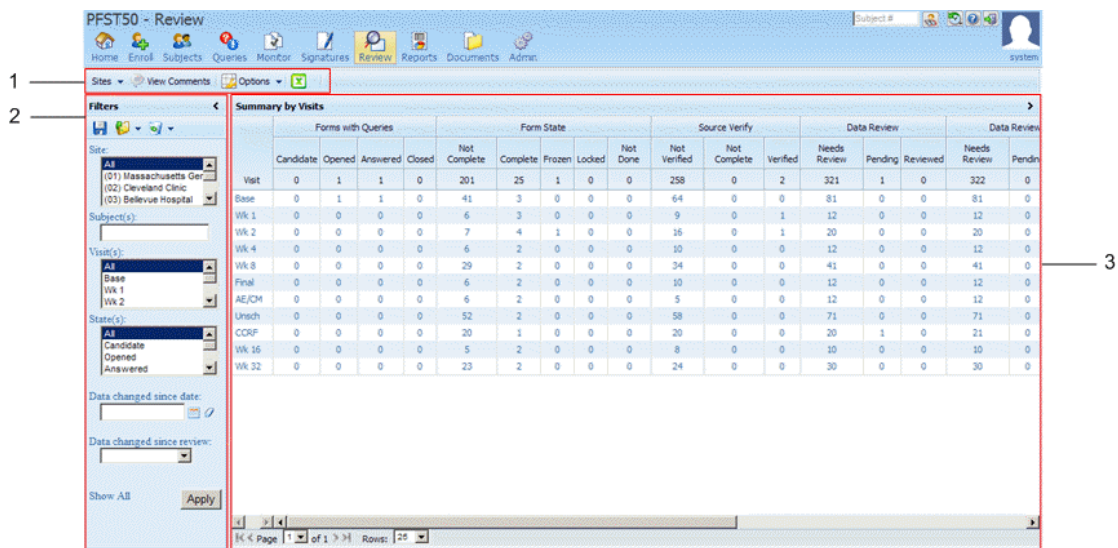 PFST50 - Review
Subject #
Home Enroll Subjects Queries Monitor Signatures Review Reports Documents Admin
system
1
Sites View Comments Options
2
Filters
Summary by Visits
Site:
All
(01) Massachusetts Ger
(02) Cleveland Clinic
(03) Bellevue Hospital
Subject(s):
Visit(s):
All
Base
Wk 1
Wk 2
State(s):
All
Candidate
Opened
Answered
Data changed since date:
Data changed since review:
Show All Apply
Forms with Queries Form State Source Verify Data Review Data Review
Candidate Opened Answered Closed Not Complete Complete Frozen Locked Not Done Not Verified Not Complete Verified Needs Review Pending Reviewed Needs Review Pendin
Visit 0 1 1 0 201 25 1 0 0 258 0 2 321 1 0 322 0
Base 0 1 1 0 41 3 0 0 0 64 0 0 81 0 0 81 0
Wk 1 0 0 0 0 6 3 0 0 0 9 0 1 12 0 0 12 0
Wk 2 0 0 0 0 7 4 1 0 0 16 0 1 20 0 0 20 0
Wk 4 0 0 0 0 6 2 0 0 0 10 0 0 12 0 0 12 0
Wk 8 0 0 0 0 29 2 0 0 0 34 0 0 41 0 0 41 0
Final 0 0 0 0 6 2 0 0 0 10 0 0 12 0 0 12 0
AE/CM 0 0 0 0 6 2 0 0 0 5 0 0 12 0 0 12 0
Unsch 0 0 0 0 52 2 0 0 0 58 0 0 71 0 0 71 0
CCRF 0 0 0 0 20 1 0 0 0 20 0 0 20 1 0 21 0
Wk 16 0 0 0 0 5 2 0 0 0 8 0 0 10 0 0 10 0
Wk 32 0 0 0 0 23 2 0 0 0 24 0 0 30 0 0 30 0
3
Page 1 of 1 Rows: 25